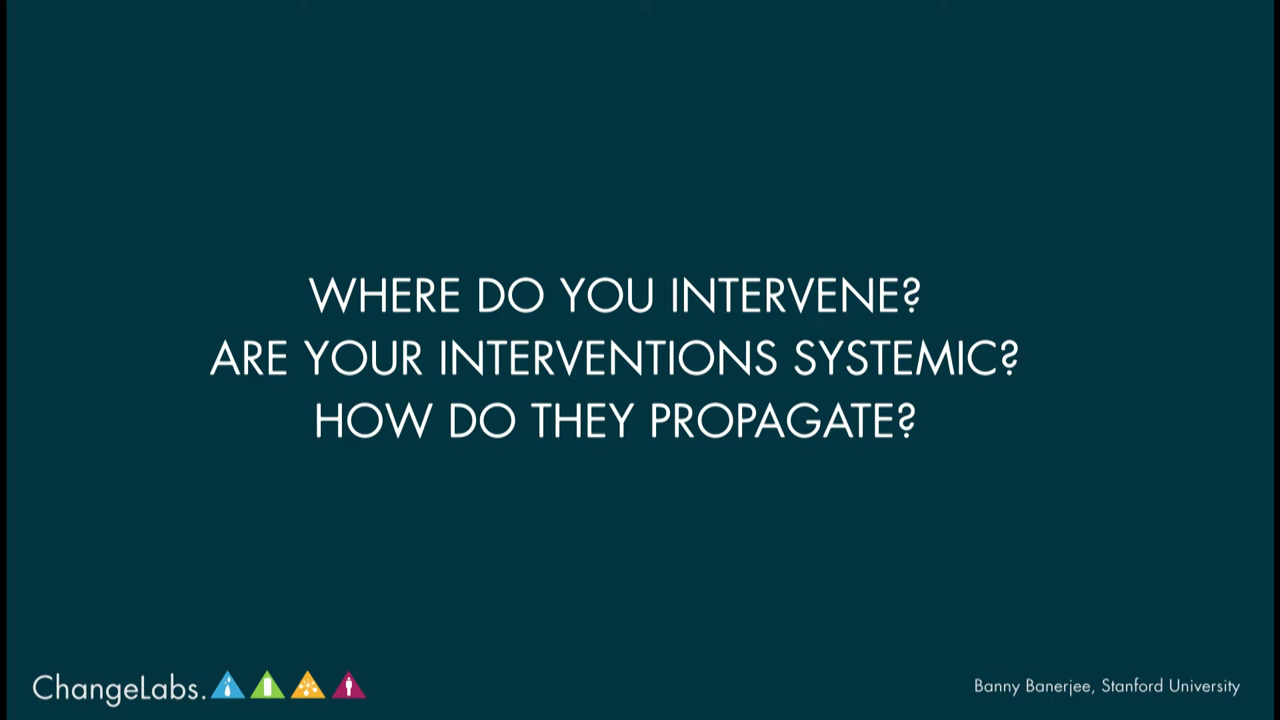 WHERE DO YOU INTERVENE?
ARE YOUR INTERVENTIONS SYSTEMIC?
HOW DO THEY PROPAGATE?
ChangeLabs.
Banny Banerjee, Stanford University